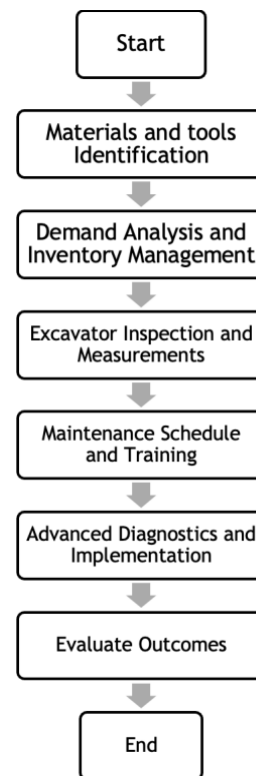 Start
Materials and tools
Identification
Demand Analysis and
Inventory Management
Excavator Inspection and
Measurements
Maintenance Schedule
and Training
Advanced Diagnostics and
Implementation
Evaluate Outcomes
End